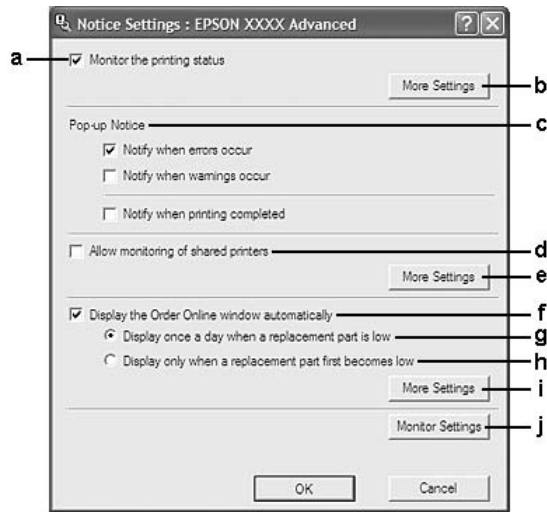 Notice Settings : EPSON XXXX Advanced
a
Monitor the printing status
More Settings
b
Pop-up Notice
c
Notify when errors occur
Notify when warnings occur
Notify when printing completed
Allow monitoring of shared printers
d
More Settings
e
Display the Order Online window automatically
f
Display once a day when a replacement part is low
g
Display only when a replacement part first becomes low
h
More Settings
i
Monitor Settings
j
OK
Cancel